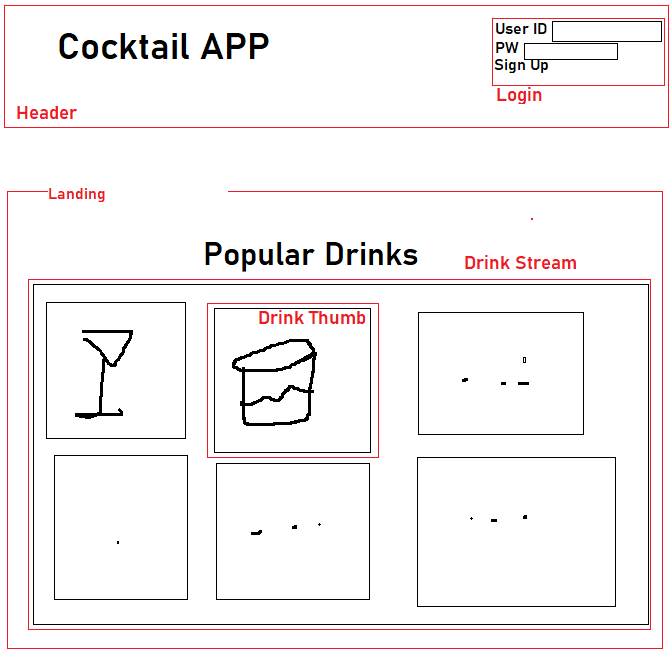 Cocktail APP
User ID
PW
Sign Up
Login
Header
Landing
Popular Drinks
Drink Stream
Drink Thumb